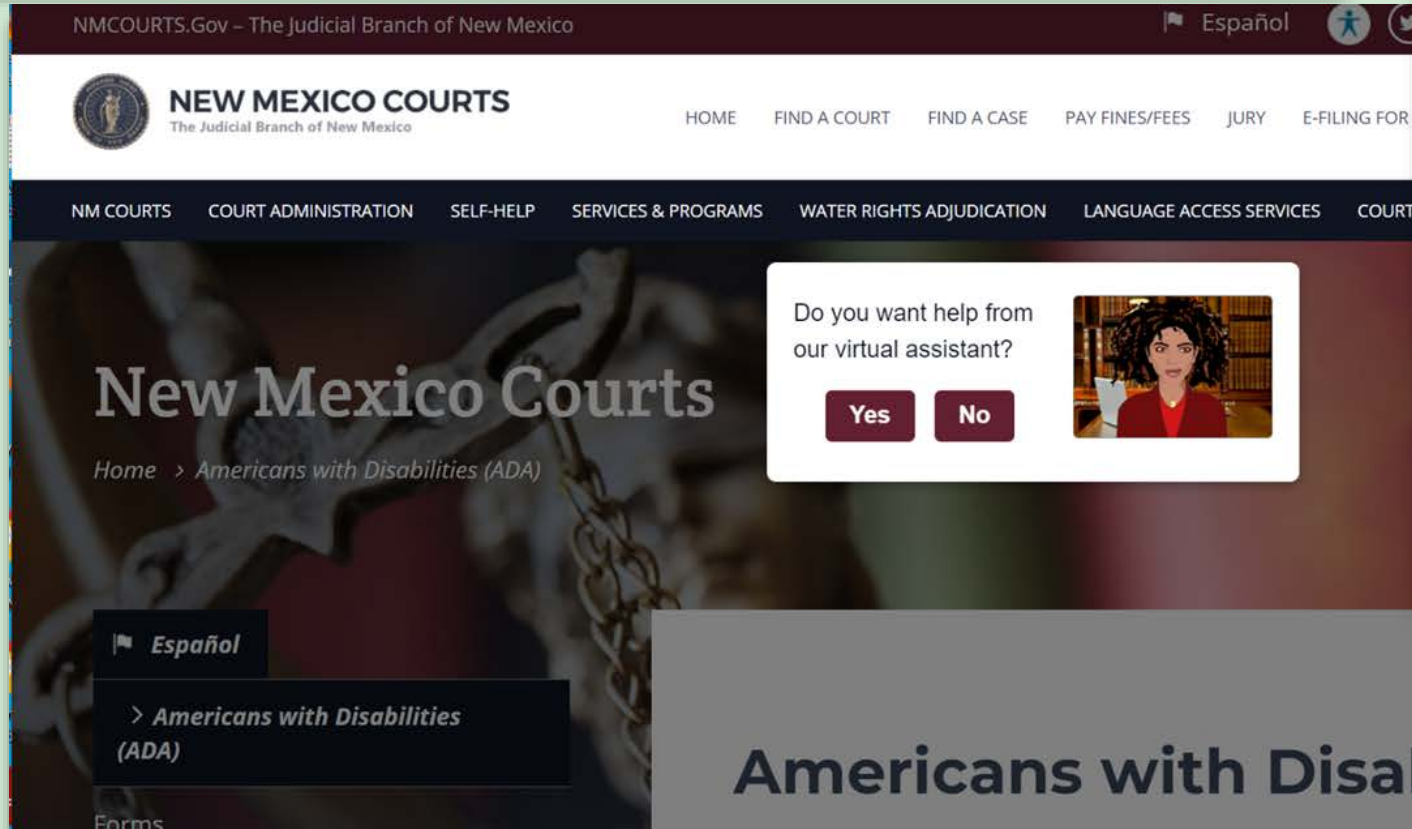 NMCOURTS.Gov – The Judicial Branch of New Mexico
Español
NEW MEXICO COURTS
The Judicial Branch of New Mexico
HOME FIND A COURT FIND A CASE PAY FINES/FEES JURY E-FILING FOR
NM COURTS COURT ADMINISTRATION SELF-HELP SERVICES & PROGRAMS WATER RIGHTS ADJUDICATION LANGUAGE ACCESS SERVICES COURT
Do you want help from
our virtual assistant?
Yes No
New Mexico Courts
Home > Americans with Disabilities (ADA)
Español
> Americans with Disabilities
(ADA)
Forms
Americans with Disa